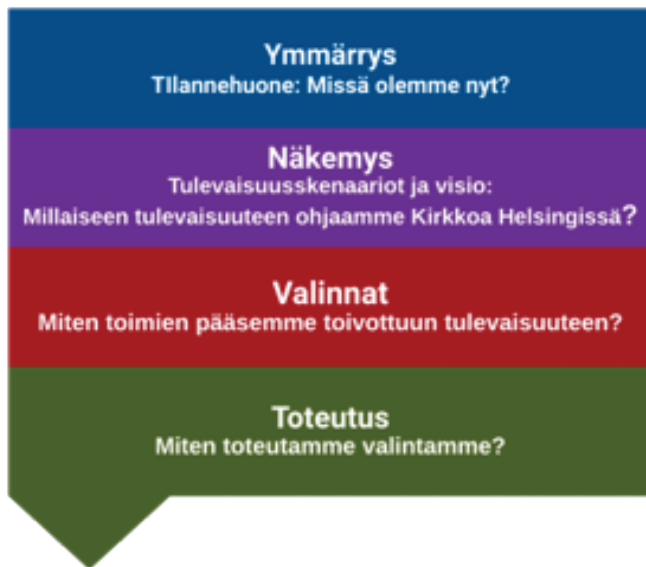 Ymmärrys
TIlannehuone: Missä olemme nyt?
Näkemys
Tulevaisuusskenaariot ja visio:
Millaiseen tulevaisuuteen ohjaamme Kirkkoa Helsingissä?
Valinnat
Miten toimien pääsemme toivottuun tulevaisuuteen?
Toteutus
Miten toteutamme valintamme?